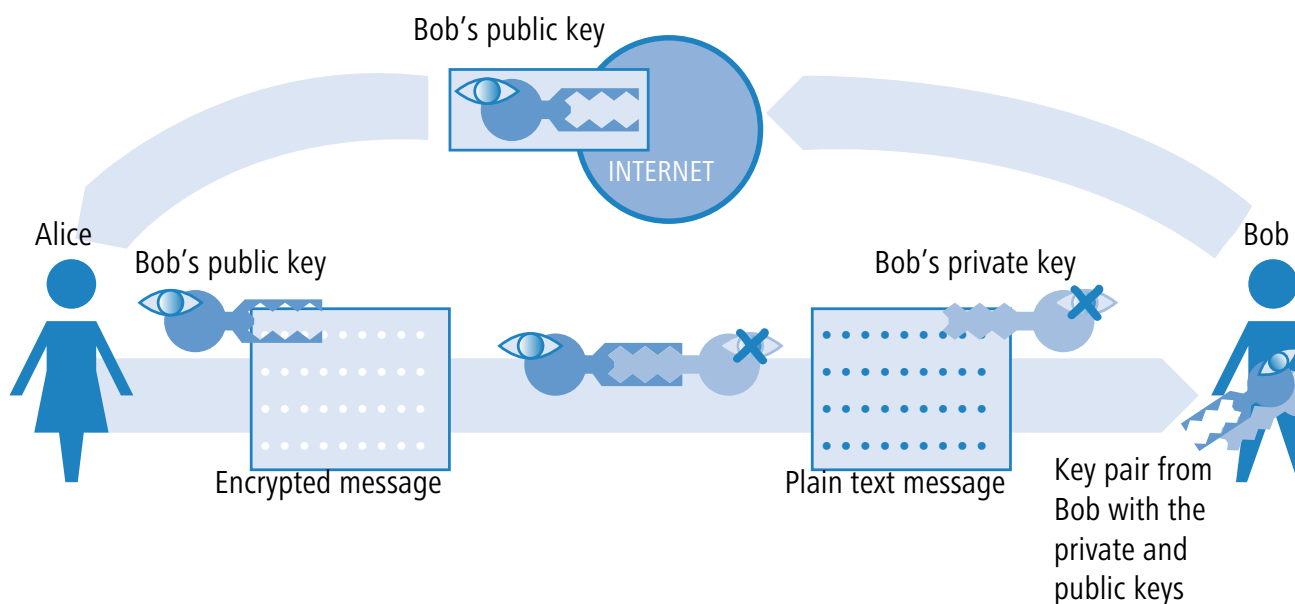 Bob's public key
INTERNET
Alice
Bob
Bob's public key
Bob's private key
Encrypted message
Plain text message
Key pair from
Bob with the
private and
public keys